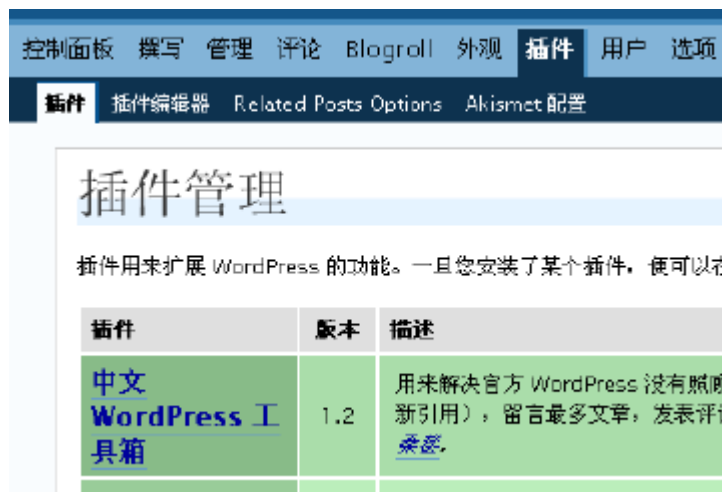 控制面板 撰写 管理 评论 Blogroll 外观 插件 用户 选项
插件 插件编辑器 Related Posts Options Akismet 配置
插件管理
插件用来扩展 WordPress 的功能。一旦您安装了某个插件，便可以在
插件 版本 描述
中文 WordPress 工具箱
1.2
用来解决官方 WordPress 没有照顾
新引用），留言最多文章，发表评